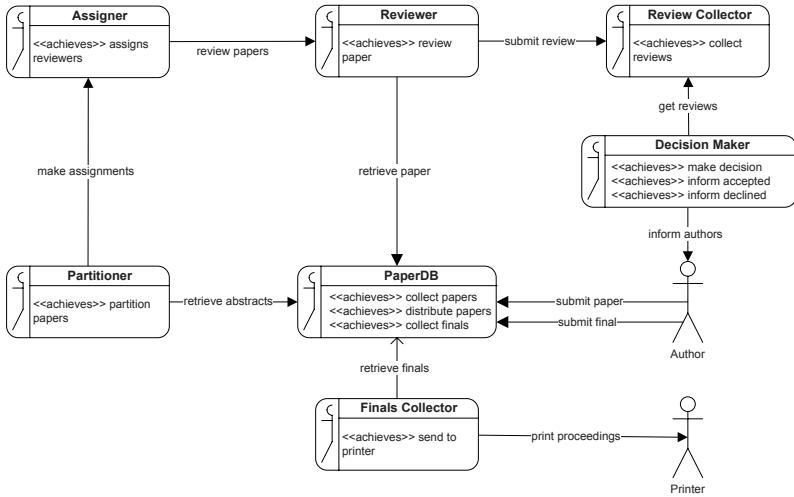 Assigner
<<achieves>> assigns
reviewers
review papers
Reviewer
<<achieves>> review
paper
submit review
Review Collector
<<achieves>> collect
reviews
get reviews
Decision Maker
<<achieves>> make decision
<<achieves>> inform accepted
<<achieves>> inform declined
make assignments
retrieve paper
inform authors
Partitioner
<<achieves>> partition
papers
retrieve abstracts
PaperDB
<<achieves>> collect papers
<<achieves>> distribute papers
<<achieves>> collect finals
submit paper
submit final
Author
retrieve finals
Finals Collector
<<achieves>> send to
printer
print proceedings
Printer